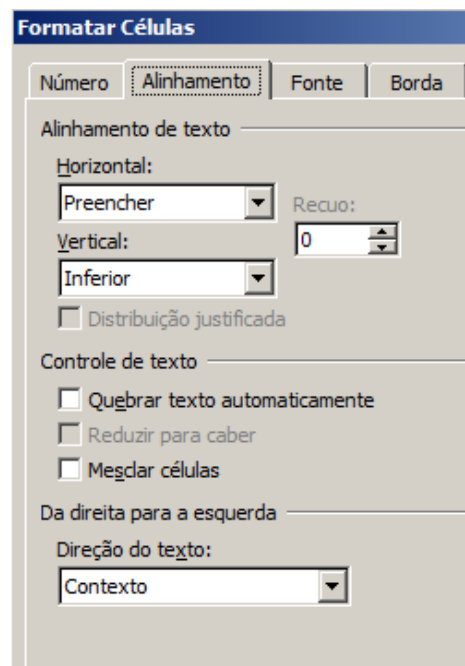 Formatar Células
Número Alinhamento Fonte Borda
Alinhamento de texto
Horizontal:
Preencher Recuo:
Vertical: 0
Inferior
Distribuição justificada
Controle de texto
Quebrar texto automaticamente
Reduzir para caber
Mesclar células
Da direita para a esquerda
Direção do texto:
Contexto